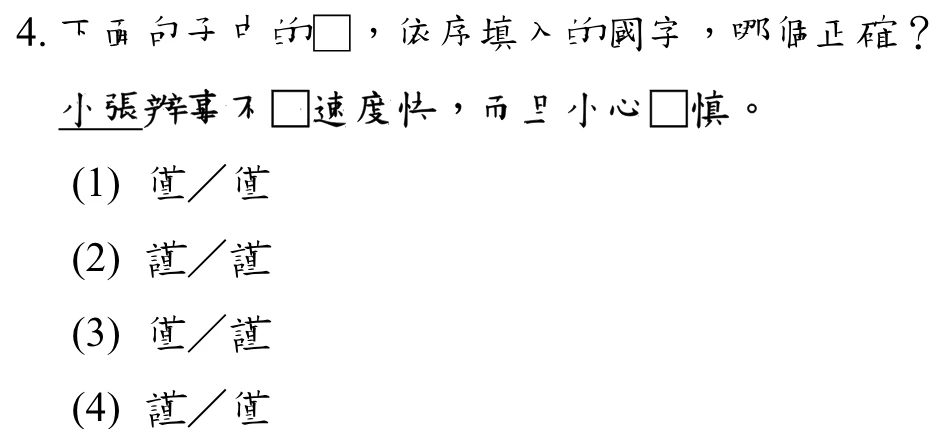 4. 下面句子中的□，依序填入的國字，哪個正確？
小張辦事不□速度快，而且小心□慎。
(1) 僅／僅
(2) 謹／謹
(3) 僅／謹
(4) 謹／僅